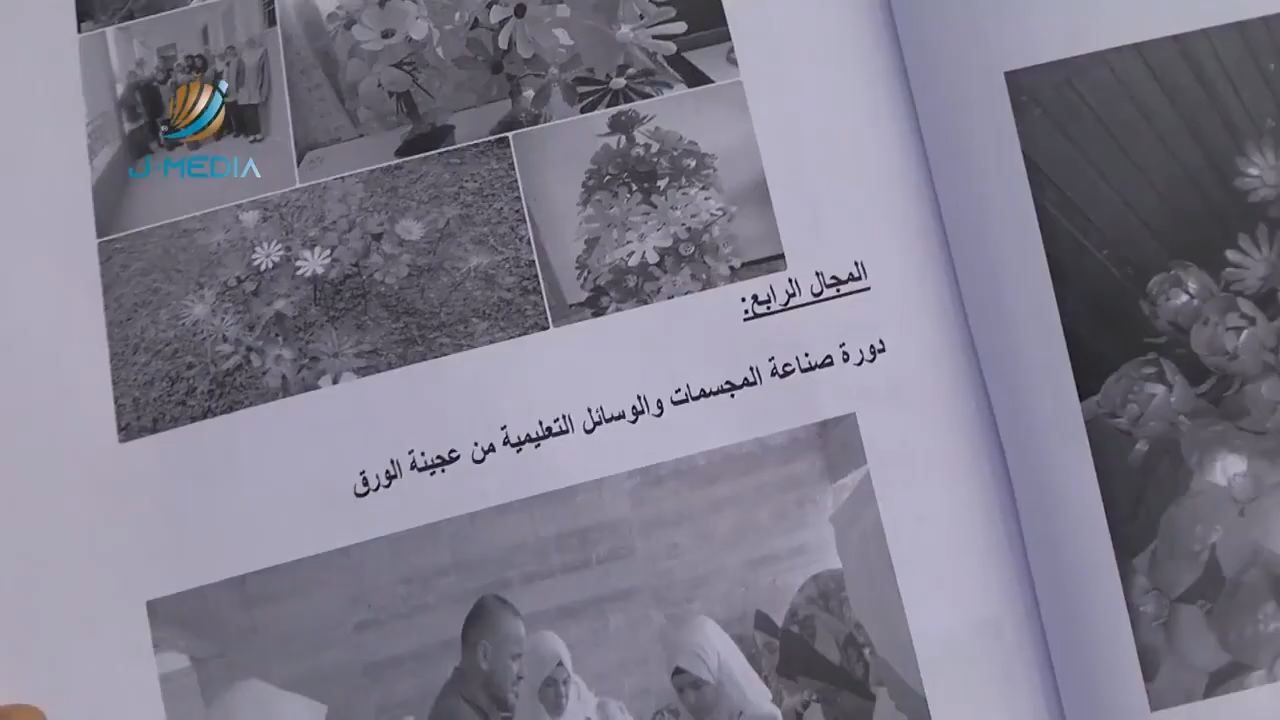 J-MEDIA
المجال الرابع:
دورة صناعة المجسمات والوسائل التعليمية من عجينة الورق